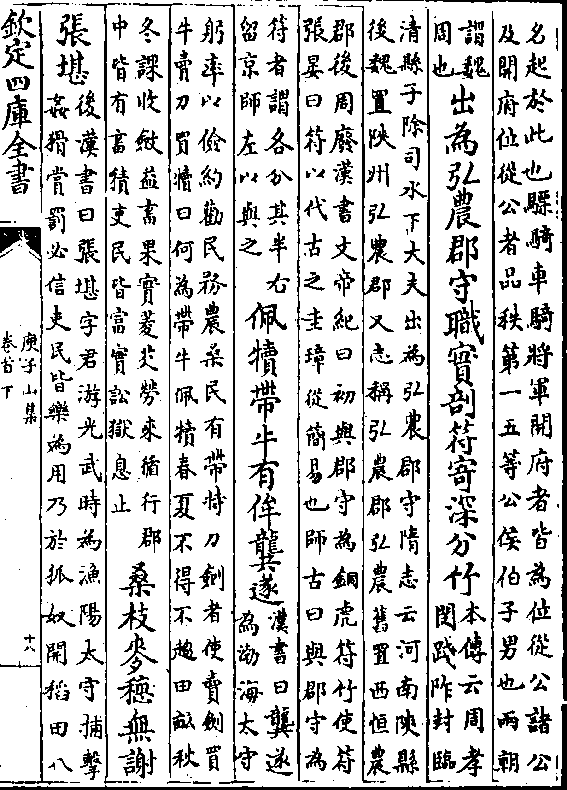 名起於此也驃騎車騎將軍開府者皆為位從公諸公
及開府位從公者品秩第一五等公侯伯子男也兩朝
謂魏
周也
出為弘農郡守職實剖符寄深分竹
本傳云周孝
閔踐阼封臨
清縣子除司水下大夫出為弘農郡守隋志云河南陝縣
後魏置陝州弘農郡又志稱弘農郡弘農舊置西恒農
郡後周廢漢書文帝紀曰初與郡守為銅虎符竹使符
張晏曰符以代古之圭璋從簡易也師古曰與郡守為
符者謂各分其半右
留京師左以與之
佩犢帶牛有侔龔遂
漢書曰龔遂
為渤海太守
躬率以儉約勸民務農桑民有帶持刀劍者使賣劍買
牛賣刀買犢曰何為帶牛佩犢春夏不得不趨田畝秋
冬課收斂益畜果實菱芡勞來循行郡
中皆有畜積吏民皆富實訟獄息止
桑枝麥穗無謝
張堪
後漢書曰張堪字君游光武時為漁陽太守捕擊
姦猾賞罰必信吏民皆樂為用乃於狐奴開稻田八
欽定四庫全書
庾子山集
卷首下
十八